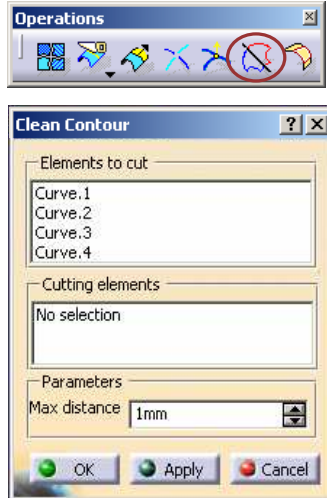 Operations
Clean Contour
Elements to cut
Curve.1
Curve.2
Curve.3
Curve.4
Cutting elements
No selection
Parameters
Max distance 1mm
OK Apply Cancel